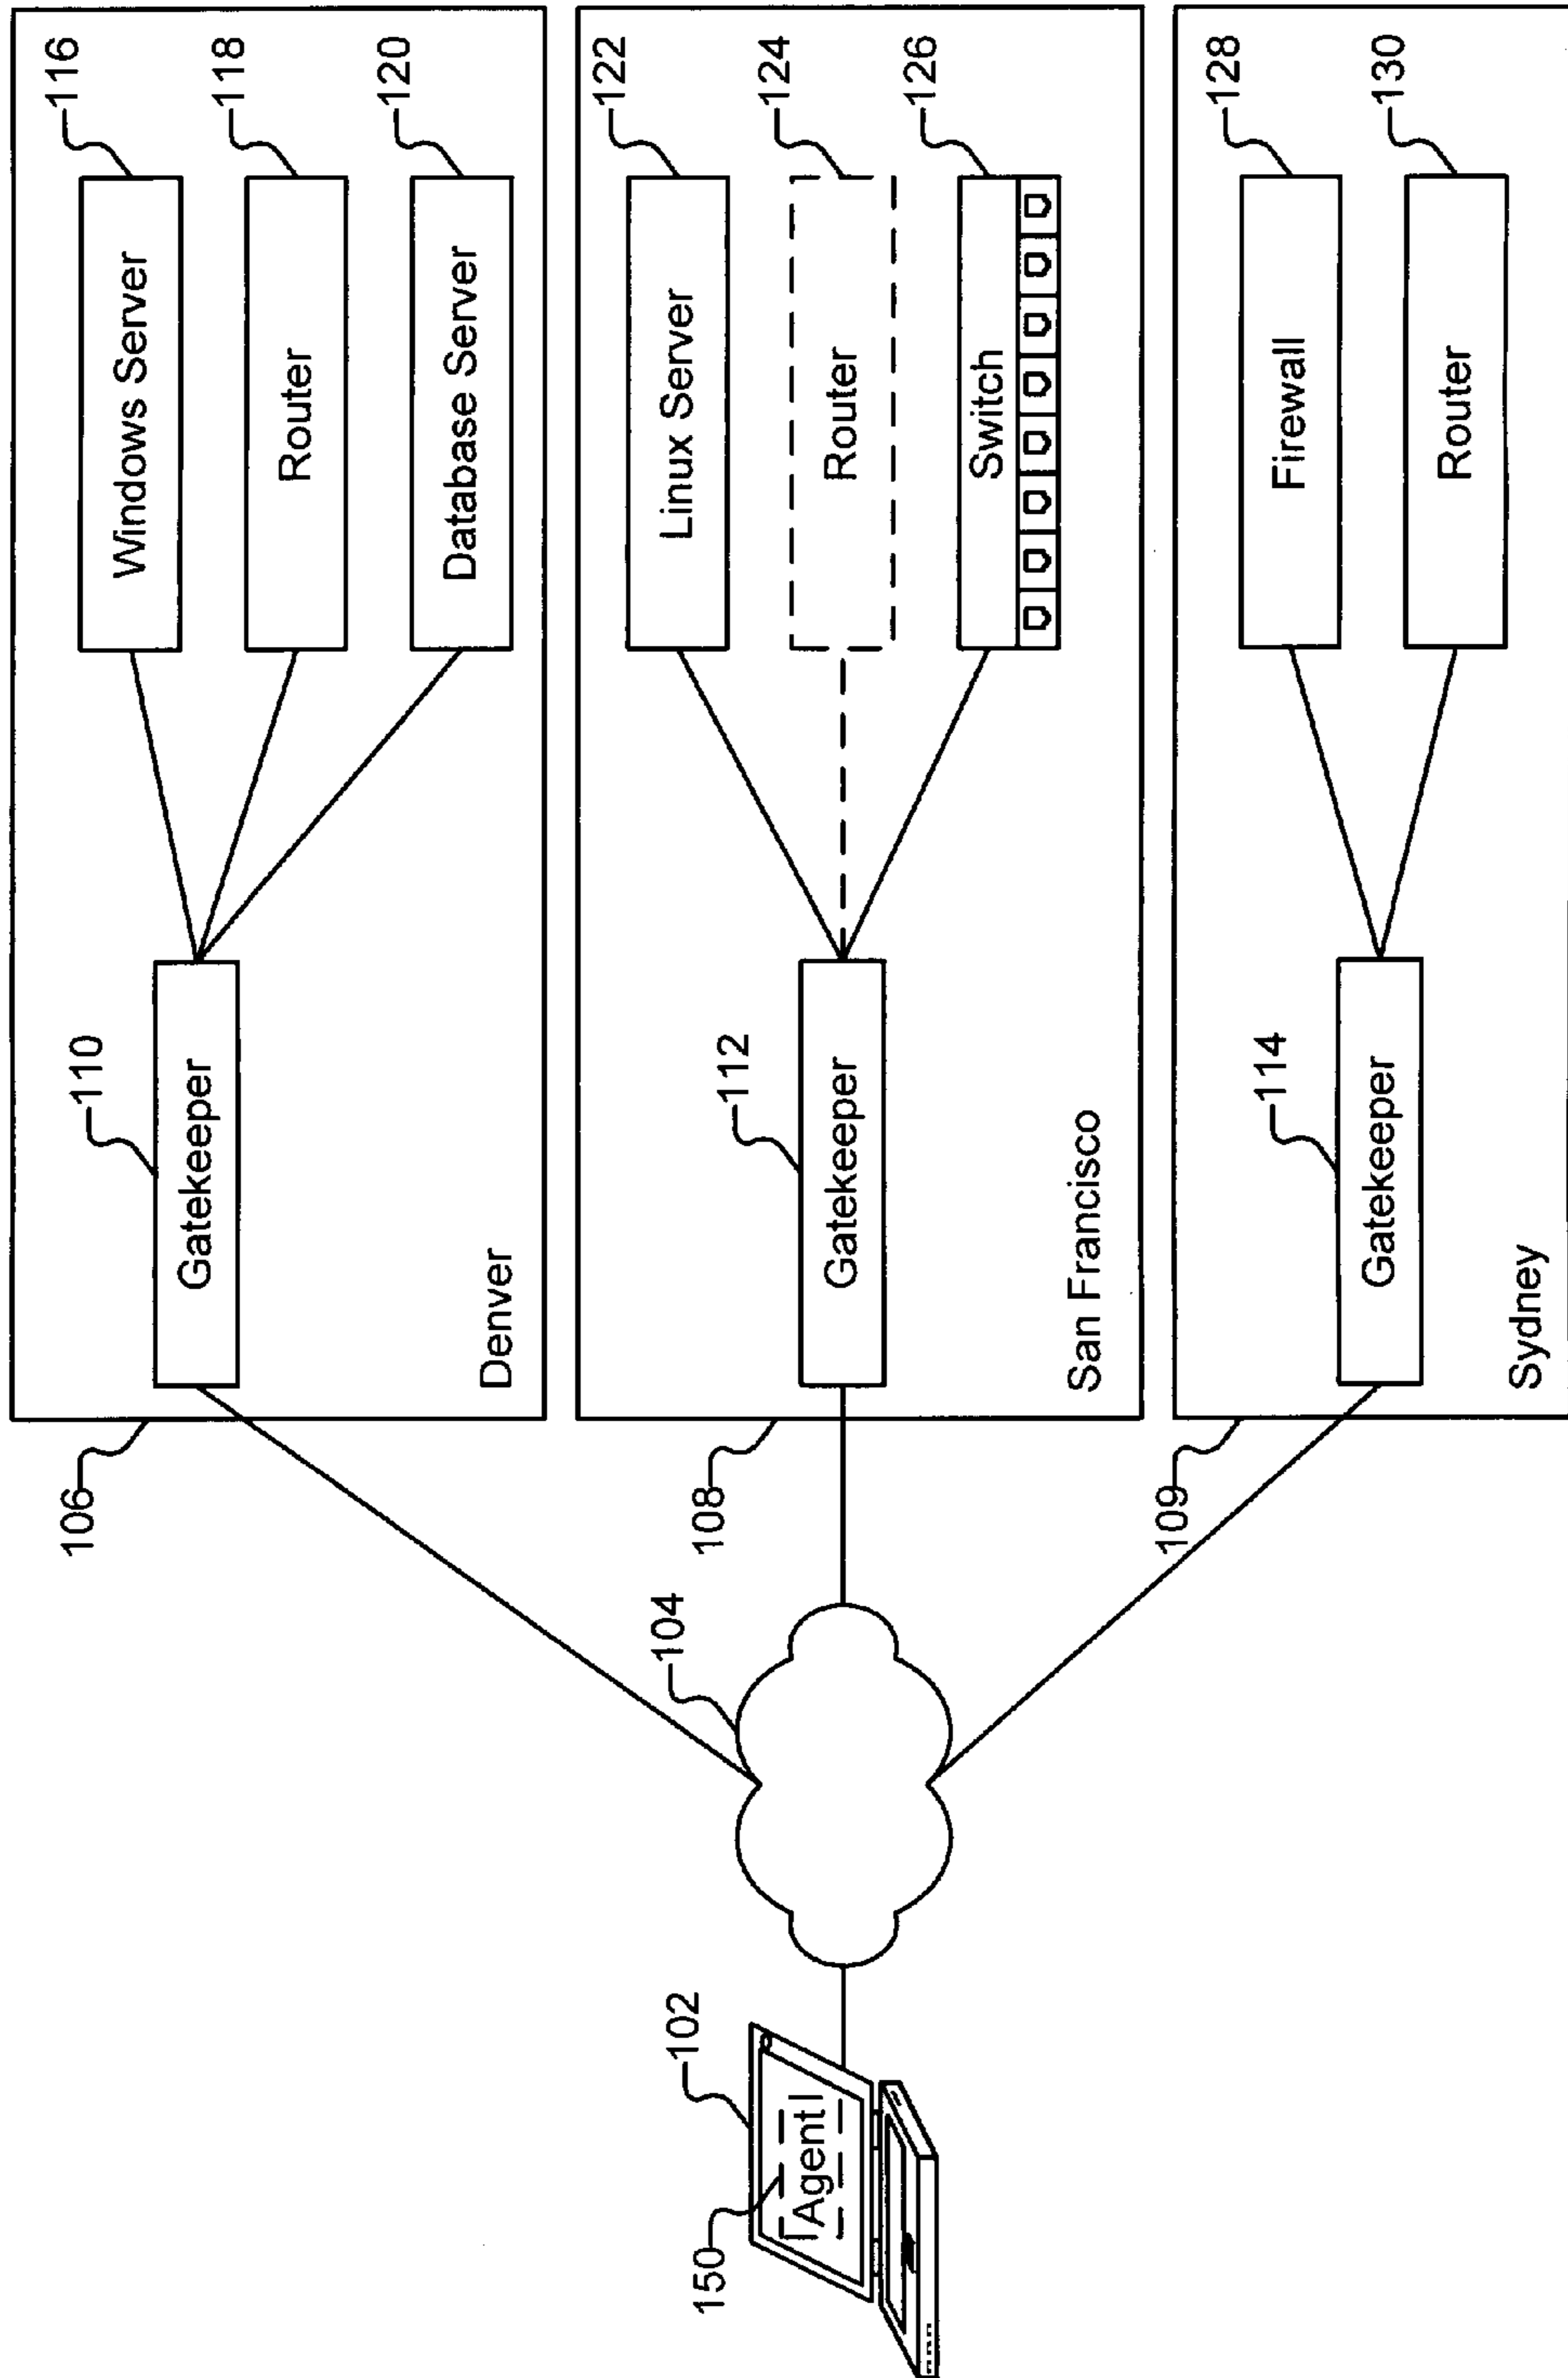 150
Agent
102
104
106
Denver
Gatekeeper
110
Windows Server
116
Router
118
Database Server
120
108
San Francisco
Gatekeeper
112
Linux Server
122
Router
124
Switch
126
109
Sydney
Gatekeeper
114
Firewall
128
Router
130